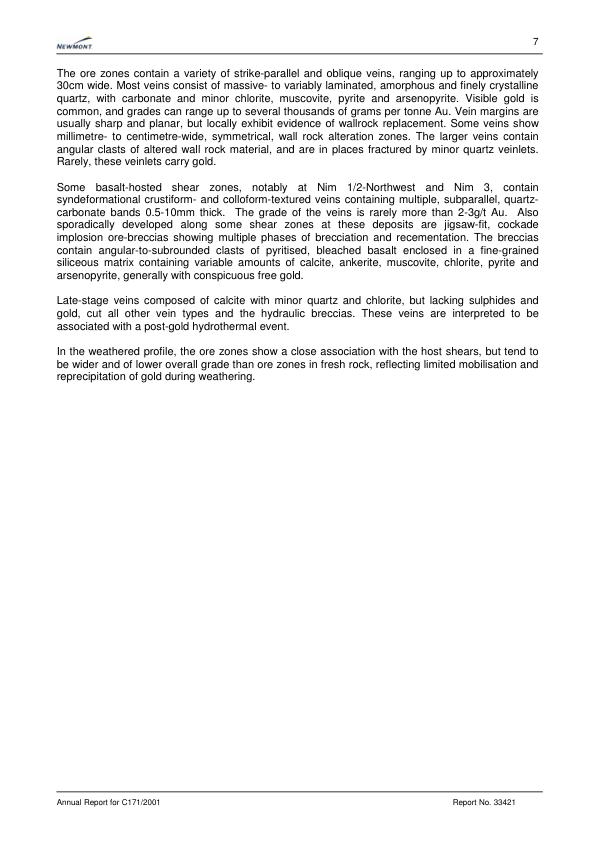 NEWMONT
7
The ore zones contain a variety of strike-parallel and oblique veins, ranging up to approximately
30cm wide. Most veins consist of massive- to variably laminated, amorphous and finely crystalline
quartz, with carbonate and minor chlorite, muscovite, pyrite and arsenopyrite. Visible gold is
common, and grades can range up to several thousands of grams per tonne Au. Vein margins are
usually sharp and planar, but locally exhibit evidence of wallrock replacement. Some veins show
millimetre- to centimetre-wide, symmetrical, wall rock alteration zones. The larger veins contain
angular clasts of altered wall rock material, and are in places fractured by minor quartz veinlets.
Rarely, these veinlets carry gold.
Some basalt-hosted shear zones, notably at Nim 1/2-Northwest and Nim 3, contain
syndeformational crustiform- and colloform-textured veins containing multiple, subparallel, quartz-
carbonate bands 0.5-10mm thick.  The grade of the veins is rarely more than 2-3g/t Au.  Also
sporadically developed along some shear zones at these deposits are jigsaw-fit, cockade
implosion ore-breccias showing multiple phases of brecciation and recementation. The breccias
contain angular-to-subrounded clasts of pyritised, bleached basalt enclosed in a fine-grained
siliceous matrix containing variable amounts of calcite, ankerite, muscovite, chlorite, pyrite and
arsenopyrite, generally with conspicuous free gold.
Late-stage veins composed of calcite with minor quartz and chlorite, but lacking sulphides and
gold, cut all other vein types and the hydraulic breccias. These veins are interpreted to be
associated with a post-gold hydrothermal event.
In the weathered profile, the ore zones show a close association with the host shears, but tend to
be wider and of lower overall grade than ore zones in fresh rock, reflecting limited mobilisation and
reprecipitation of gold during weathering.
Annual Report for C171/2001
Report No. 33421